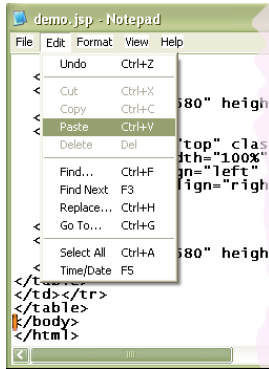 demo.jsp - Notepad
File Edit Format View Help
Undo Ctrl+Z
Cut Ctrl+X
Copy Ctrl+C
Paste Ctrl+V
Delete Del
Find... Ctrl+F
Find Next F3
Replace... Ctrl+H
Go To... Ctrl+G
Select All Ctrl+A
Time/Date F5
<
<
580" heigh
<
<
"top" clas
dth="100%"
gn="left"
lign="righ
<
<
580" heigh
<
</table>
</td></tr>
</table>
</body>
</html>